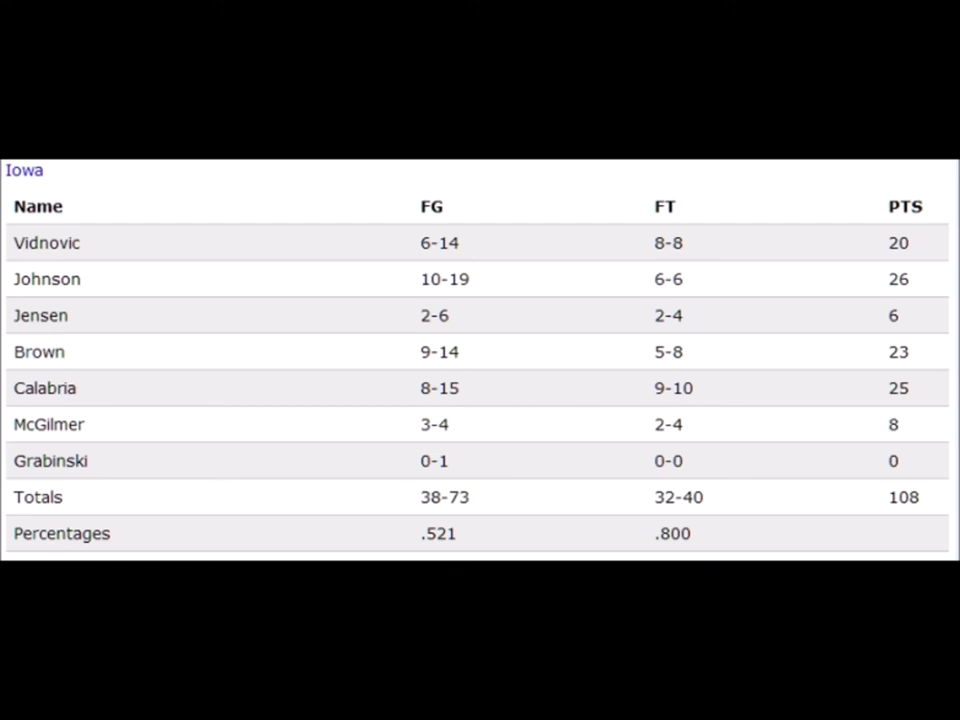 Iowa
Name FG FT PTS
Vidnovic 6-14 8-8 20
Johnson 10-19 6-6 26
Jensen 2-6 2-4 6
Brown 9-14 5-8 23
Calabria 8-15 9-10 25
McGilmer 3-4 2-4 8
Grabinski 0-1 0-0 0
Totals 38-73 32-40 108
Percentages .521 .800